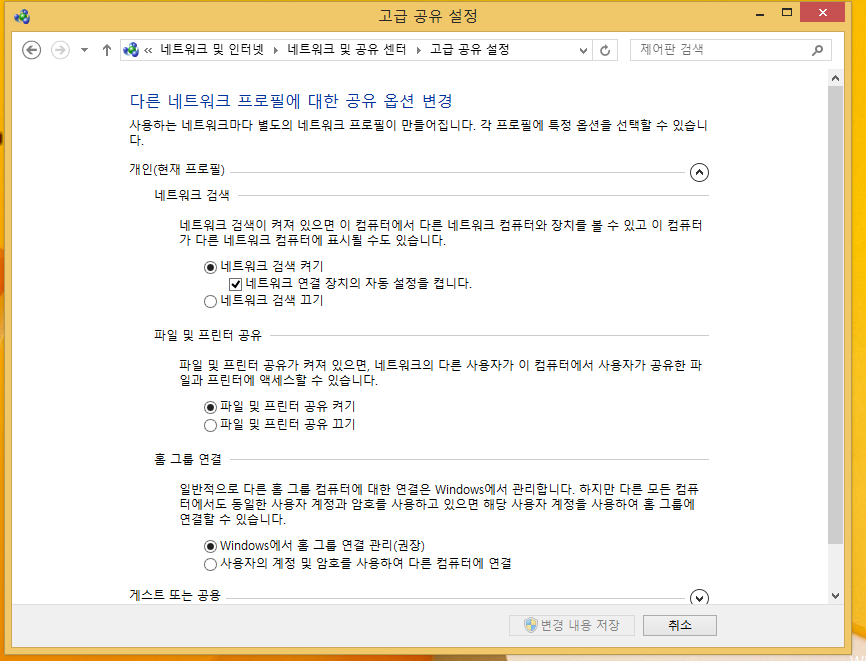 고급 공유 설정
« 네트워크 및 인터넷 ▸ 네트워크 및 공유 센터 ▸ 고급 공유 설정
제어판 검색
다른 네트워크 프로필에 대한 공유 옵션 변경
사용하는 네트워크마다 별도의 네트워크 프로필이 만들어집니다. 각 프로필에 특정 옵션을 선택할 수 있습니
다.
개인(현재 프로필)
네트워크 검색
네트워크 검색이 켜져 있으면 이 컴퓨터에서 다른 네트워크 컴퓨터와 장치를 볼 수 있고 이 컴퓨터
가 다른 네트워크 컴퓨터에 표시될 수도 있습니다.
네트워크 검색 켜기
네트워크 연결 장치의 자동 설정을 켭니다.
네트워크 검색 끄기
파일 및 프린터 공유
파일 및 프린터 공유가 켜져 있으면, 네트워크의 다른 사용자가 이 컴퓨터에서 사용자가 공유한 파
일과 프린터에 액세스할 수 있습니다.
파일 및 프린터 공유 켜기
파일 및 프린터 공유 끄기
홈 그룹 연결
일반적으로 다른 홈 그룹 컴퓨터에 대한 연결은 Windows에서 관리합니다. 하지만 다른 모든 컴퓨
터에서도 동일한 사용자 계정과 암호를 사용하고 있으면 해당 사용자 계정을 사용하여 홈 그룹에
연결할 수 있습니다.
Windows에서 홈 그룹 연결 관리(권장)
사용자의 계정 및 암호를 사용하여 다른 컴퓨터에 연결
게스트 또는 공용
변경 내용 저장
취소